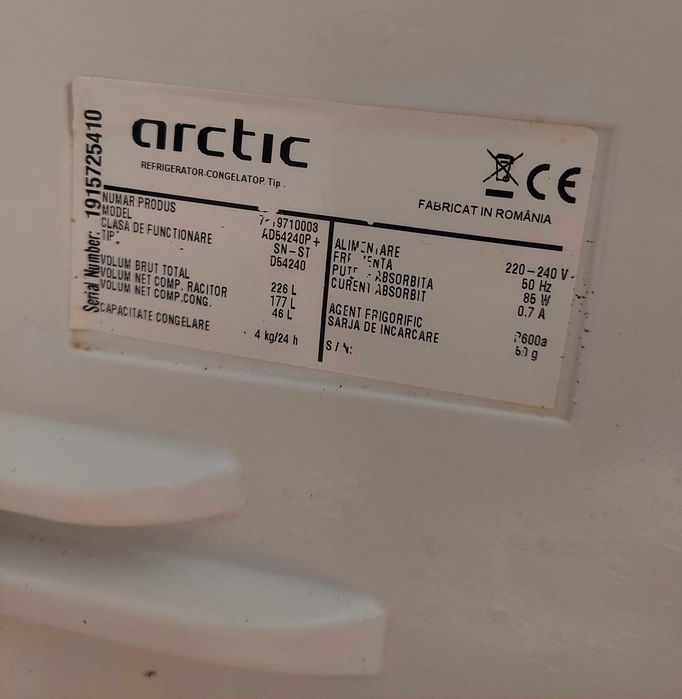 arctic
REFRIGERATOR-CONGELATOR Tip
CE
FABRICAT IN ROMÂNIA
Serial Number: 1915725410
NUMAR PRODUS
MODEL AD54240P+
CLASA DE FUNCTIONARE SN-ST
D54240
VOLUM BRUT TOTAL 226 L
VOLUM NET COMP. RACITOR 177 L
VOLUM NET COMP.CONG. 46 L
CAPACITATE CONGELARE 4 kg/24 h
220-240 V
50 Hz
ABSORBITA 85 W
CURENT ABSORBIT 0.7 A
AGENT FRIGORIFIC
SARJA DE INCARCARE
S / N: